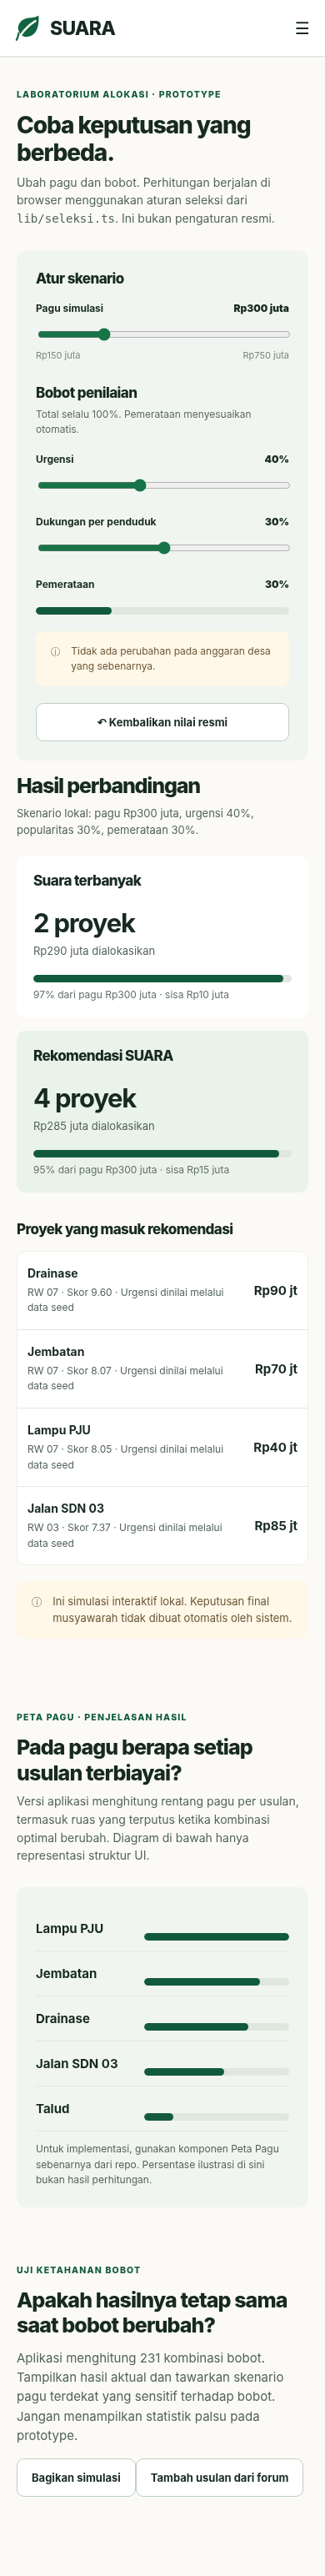 SUARA
☰
LABORATORIUM ALOKASI · PROTOTYPE
Coba keputusan yang
berbeda.
Ubah pagu dan bobot. Perhitungan berjalan di
browser menggunakan aturan seleksi dari
lib/seleksi.ts. Ini bukan pengaturan resmi.
Atur skenario
Pagu simulasi Rp300 juta
Rp150 juta Rp750 juta
Bobot penilaian
Total selalu 100%. Pemerataan menyesuaikan
otomatis.
Urgensi 40%
Dukungan per penduduk 30%
Pemerataan 30%
ⓘ Tidak ada perubahan pada anggaran desa
yang sebenarnya.
↶ Kembalikan nilai resmi
Hasil perbandingan
Skenario lokal: pagu Rp300 juta, urgensi 40%,
popularitas 30%, pemerataan 30%.
Suara terbanyak
2 proyek
Rp290 juta dialokasikan
97% dari pagu Rp300 juta · sisa Rp10 juta
Rekomendasi SUARA
4 proyek
Rp285 juta dialokasikan
95% dari pagu Rp300 juta · sisa Rp15 juta
Proyek yang masuk rekomendasi
Drainase
RW 07 · Skor 9.60 · Urgensi dinilai melalui
data seed
Rp90 jt
Jembatan
RW 07 · Skor 8.07 · Urgensi dinilai melalui
data seed
Rp70 jt
Lampu PJU
RW 07 · Skor 8.05 · Urgensi dinilai melalui
data seed
Rp40 jt
Jalan SDN 03
RW 03 · Skor 7.37 · Urgensi dinilai melalui
data seed
Rp85 jt
ⓘ Ini simulasi interaktif lokal. Keputusan final
musyawarah tidak dibuat otomatis oleh sistem.
PETA PAGU · PENJELASAN HASIL
Pada pagu berapa setiap
usulan terbiayai?
Versi aplikasi menghitung rentang pagu per usulan,
termasuk ruas yang terputus ketika kombinasi
optimal berubah. Diagram di bawah hanya
representasi struktur UI.
Lampu PJU
Jembatan
Drainase
Jalan SDN 03
Talud
Untuk implementasi, gunakan komponen Peta Pagu
sebenarnya dari repo. Persentase ilustrasi di sini
bukan hasil perhitungan.
UJI KETAHANAN BOBOT
Apakah hasilnya tetap sama
saat bobot berubah?
Aplikasi menghitung 231 kombinasi bobot.
Tampilkan hasil aktual dan tawarkan skenario
pagu terdekat yang sensitif terhadap bobot.
Jangan menampilkan statistik palsu pada
prototype.
Bagikan simulasi Tambah usulan dari forum